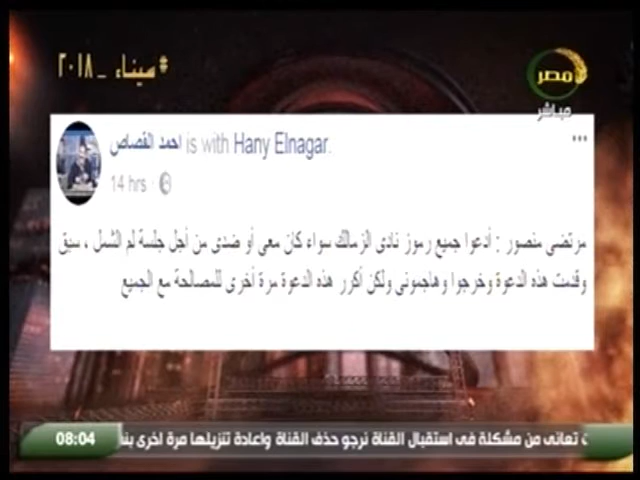 #سيناء_٢٠١٨
مصر
مباشر
احمد القصاص is with Hany Elnagar.
14 hrs
مرتضى منصور : أدعوا جميع رموز نادى الزمالك سواء كان معى أو ضدى من أجل جلسة لم الشمل ، سبق
وقدمت هذه الدعوة وخرجوا وهاجمونى ولكن أكرر هذه الدعوة مرة أخرى للمصالحة مع الجميع
08:04
ت تعانى من مشكلة فى استقبال القناة نرجو حذف القناة واعادة تنزيلها مرة اخرى بنف